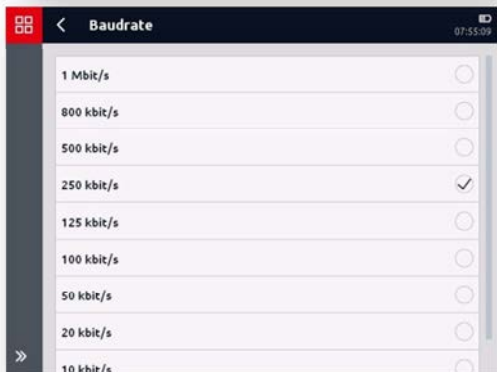 Baudrate
07:55:09
1 Mbit/s
800 kbit/s
500 kbit/s
250 kbit/s
125 kbit/s
100 kbit/s
50 kbit/s
20 kbit/s
10 kbit/s